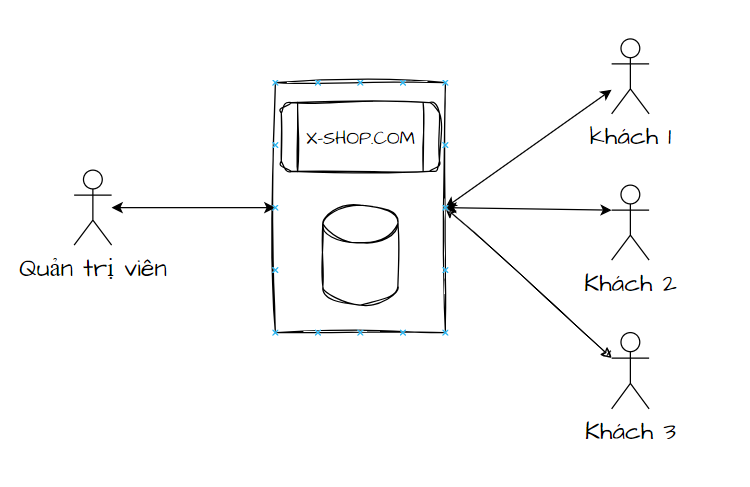 X-SHOP.COM
Quản trị viên
Khách 1
Khách 2
Khách 3